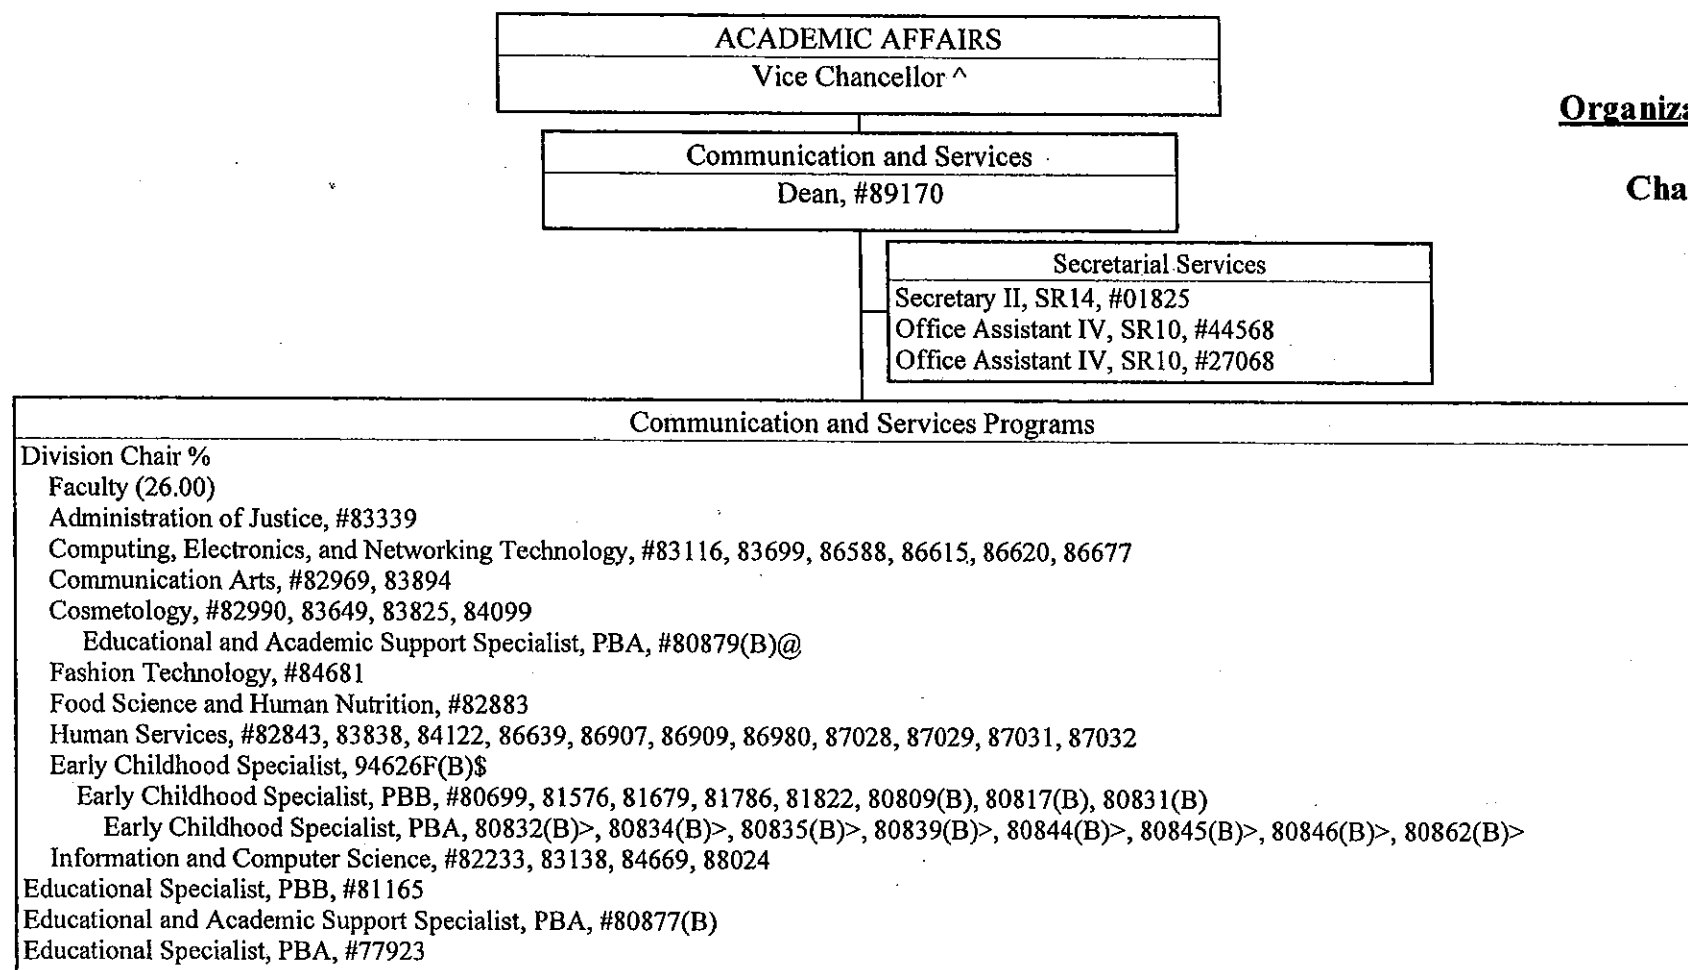 ACADEMIC AFFAIRS
Vice Chancellor ^
Organiza
Communication and Services
Cha
Dean, #89170
Secretarial Services
Secretary II, SR14, #01825
Office Assistant IV, SR10, #44568
Office Assistant IV, SR10, #27068
Communication and Services Programs
Division Chair %
Faculty (26.00)
Administration of Justice, #83339
Computing, Electronics, and Networking Technology, #83116, 83699, 86588, 86615, 86620, 86677
Communication Arts, #82969, 83894
Cosmetology, #82990, 83649, 83825, 84099
Educational and Academic Support Specialist, PBA, #80879(B)@
Fashion Technology, #84681
Food Science and Human Nutrition, #82883
Human Services, #82843, 83838, 84122, 86639, 86907, 86909, 86980, 87028, 87029, 87031, 87032
Early Childhood Specialist, 94626F(B)$
Early Childhood Specialist, PBB, #80699, 81576, 81679, 81786, 81822, 80809(B), 80817(B), 80831(B)
Early Childhood Specialist, PBA, 80832(B)>, 80834(B)>, 80835(B)>, 80839(B)>, 80844(B)>, 80845(B)>, 80846(B)>, 80862(B)>
Information and Computer Science, #82233, 83138, 84669, 88024
Educational Specialist, PBB, #81165
Educational and Academic Support Specialist, PBA, #80877(B)
Educational Specialist, PBA, #77923